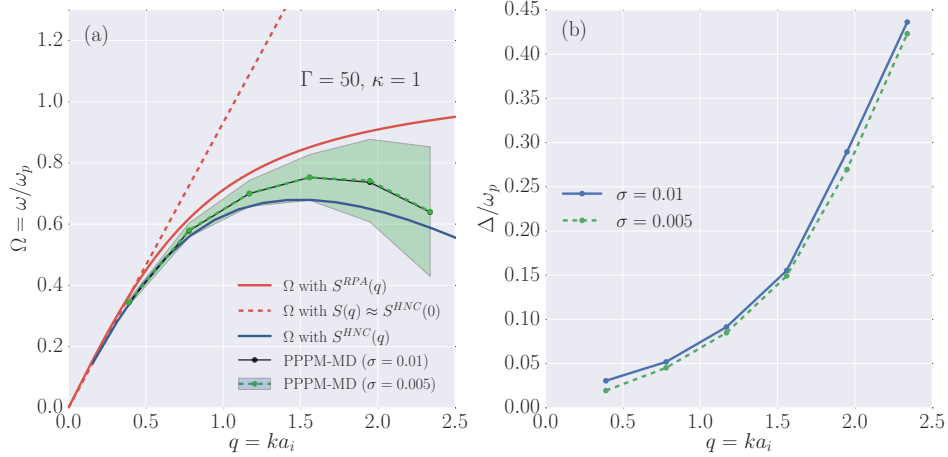 (a)
Γ = 50, κ = 1
Ω = ω/ω_p
1.2
1.0
0.8
0.6
0.4
0.2
0.0
Ω with S^{RPA}(q)
Ω with S(q) ≈ S^{HNC}(0)
Ω with S^{HNC}(q)
PPPM-MD (σ = 0.01)
PPPM-MD (σ = 0.005)
0.0 0.5 1.0 1.5 2.0 2.5
q = ka_i
(b)
Δ/ω_p
0.45
0.40
0.35
0.30
0.25
0.20
0.15
0.10
0.05
0.00
σ = 0.01
σ = 0.005
0.0 0.5 1.0 1.5 2.0 2.5
q = ka_i